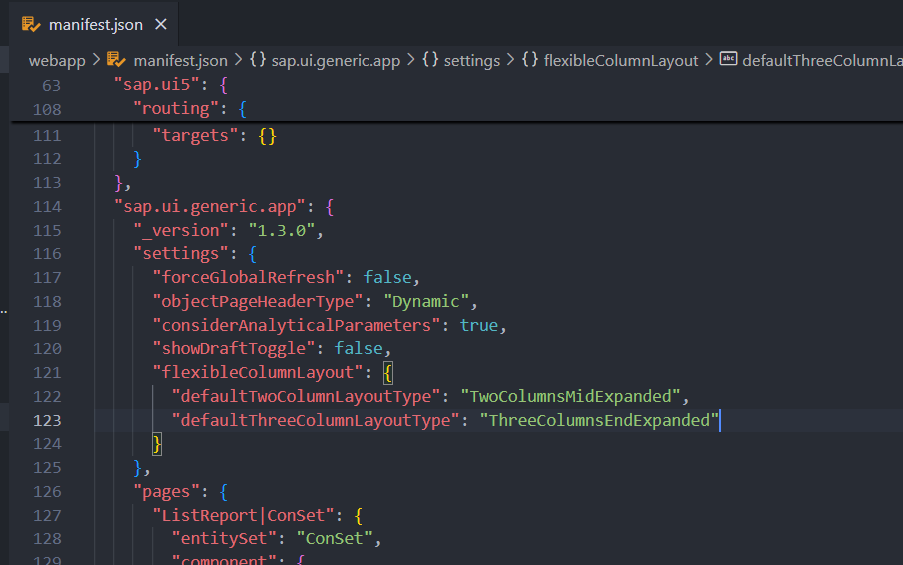 manifest.json
webapp > manifest.json > {} sap.ui.generic.app > {} settings > {} flexibleColumnLayout > abc defaultThreeColumnLa
63 "sap.ui5": {
108 "routing": {
111 "targets": {}
112 }
113 },
114 "sap.ui.generic.app": {
115 "_version": "1.3.0",
116 "settings": {
117 "forceGlobalRefresh": false,
118 "objectPageHeaderType": "Dynamic",
119 "considerAnalyticalParameters": true,
120 "showDraftToggle": false,
121 "flexibleColumnLayout": {
122 "defaultTwoColumnLayoutType": "TwoColumnsMidExpanded",
123 "defaultThreeColumnLayoutType": "ThreeColumnsEndExpanded"
124 }
125 },
126 "pages": {
127 "ListReport|ConSet": {
128 "entitySet": "ConSet",
129 "component": {